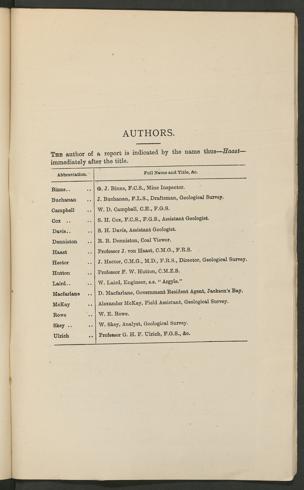 AUTHORS.
THE author of a report is indicated by the name thus—Haast—
immediately after the title.
Abbreviation. Full Name and Title, &c.
Binns.. .. G. J. Binns, F.C.S., Mine Inspector.
Buchanan .. J. Buchanan, F.L.S., Draftsman, Geological Survey.
Campbell .. W. D. Campbell, C.E., F.G.S.
Cox .. .. S. H. Cox, F.C.S., F.G.S., Assistant Geologist.
Davis.. .. S. H. Davis, Assistant Geologist.
Denniston .. R. B. Denniston, Coal Viewer.
Haast .. Professor J. von Haast, C.M.G., F.R.S.
Hector .. J. Hector, C.M.G., M.D., F.R.S., Director, Geological Survey.
Hutton .. Professor F. W. Hutton, C.M.Z.S.
Laird.. .. W. Laird, Engineer, s.s. "Argyle."
Macfarlane .. D. Macfarlane, Government Resident Agent, Jackson's Bay.
McKay .. Alexander McKay, Field Assistant, Geological Survey.
Rowe .. W. E. Rowe.
Skey .. .. W. Skey, Analyst, Geological Survey.
Ulrich .. Professor G. H. F. Ulrich, F.G.S., &c.